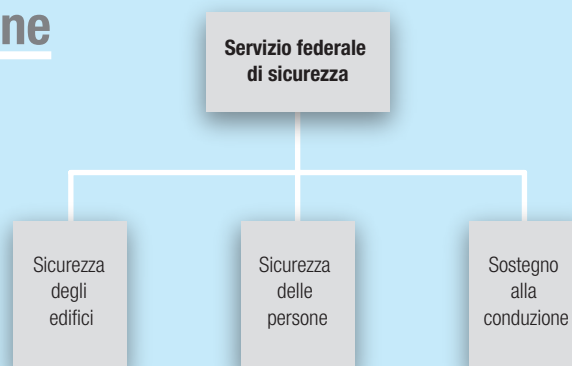 ne
Servizio federale
di sicurezza
Sicurezza
degli
edifici
Sicurezza
delle
persone
Sostegno
alla
conduzione